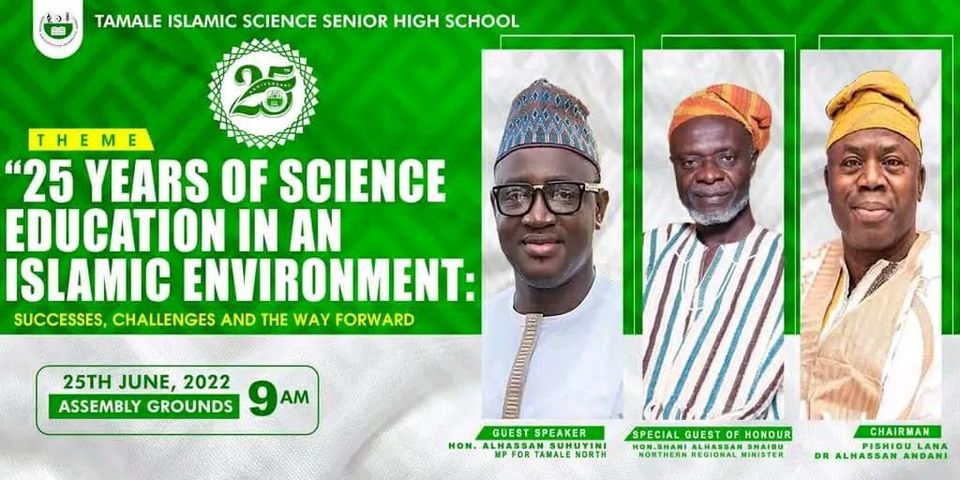 TAMALE ISLAMIC SCIENCE SENIOR HIGH SCHOOL
25
ANNIVERSARY
THEME
“25 YEARS OF SCIENCE
EDUCATION IN AN
ISLAMIC ENVIRONMENT:
SUCCESSES, CHALLENGES AND THE WAY FORWARD
25TH JUNE, 2022
ASSEMBLY GROUNDS 9AM
GUEST SPEAKER
HON. ALHASSAN SUHUYINI
MP FOR TAMALE NORTH
SPECIAL GUEST OF HONOUR
HON.SHANI ALHASSAN SHAIBU
NORTHERN REGIONAL MINISTER
CHAIRMAN
PISHIGU LANA
DR ALHASSAN ANDANI